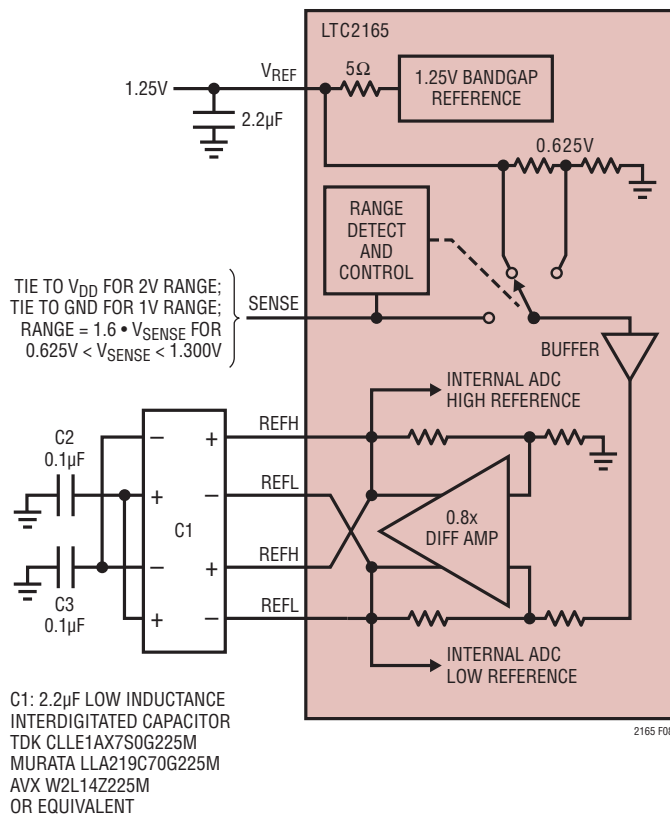 LTC2165
VREF
5Ω
1.25V
1.25V BANDGAP
REFERENCE
2.2µF
0.625V
RANGE
DETECT
AND
CONTROL
TIE TO VDD FOR 2V RANGE;
TIE TO GND FOR 1V RANGE;
RANGE = 1.6 • VSENSE FOR
0.625V < VSENSE < 1.300V
SENSE
BUFFER
INTERNAL ADC
HIGH REFERENCE
C2
0.1µF
REFH
REFL
– +
+ –
C1
0.8x
DIFF AMP
REFH
– +
C3
0.1µF
REFL
+ –
INTERNAL ADC
LOW REFERENCE
C1: 2.2µF LOW INDUCTANCE
INTERDIGITATED CAPACITOR
TDK CLLE1AX7S0G225M
MURATA LLA219C70G225M
AVX W2L14Z225M
OR EQUIVALENT
2165 F08